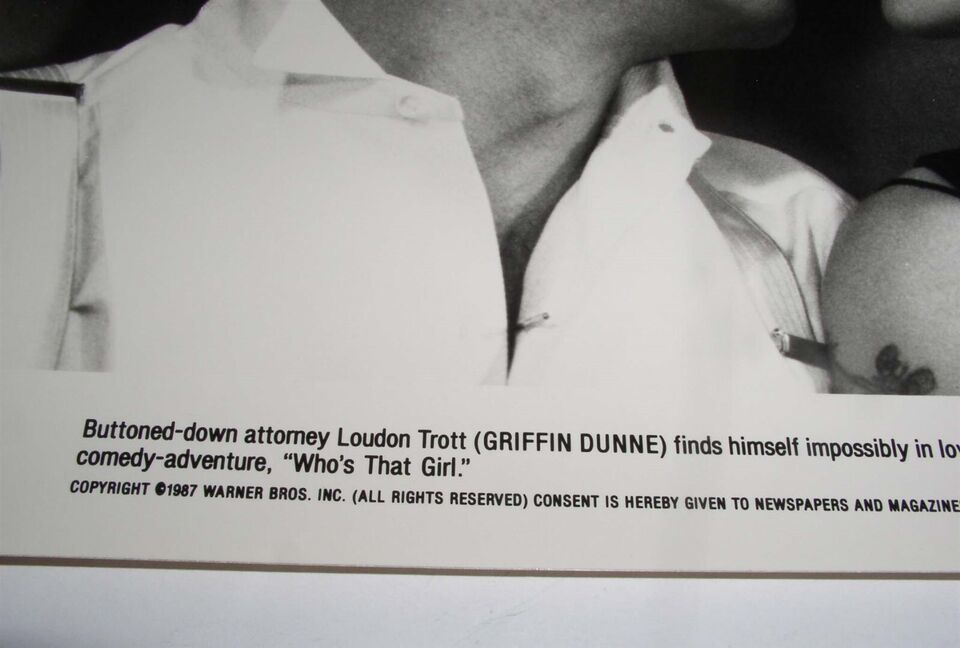 Buttoned-down attorney Loudon Trott (GRIFFIN DUNNE) finds himself impossibly in
comedy-adventure, “Who's That Girl.”
COPYRIGHT ©1987 WARNER BROS. INC. (ALL RIGHTS RESERVED) CONSENT IS HEREBY GIVEN TO NEWSPAPERS AND MAGAZINE